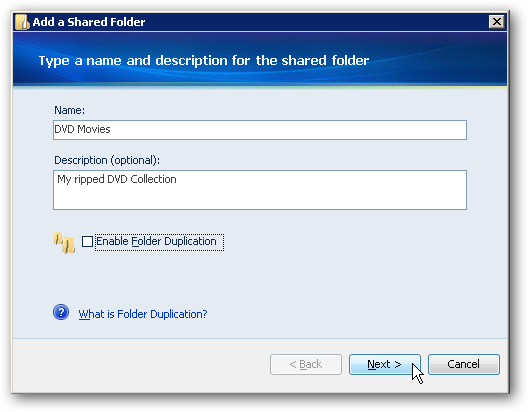 Add a Shared Folder
Type a name and description for the shared folder
Name:
DVD Movies
Description (optional):
My ripped DVD Collection
Enable Folder Duplication
What is Folder Duplication?
< Back
Next >
Cancel